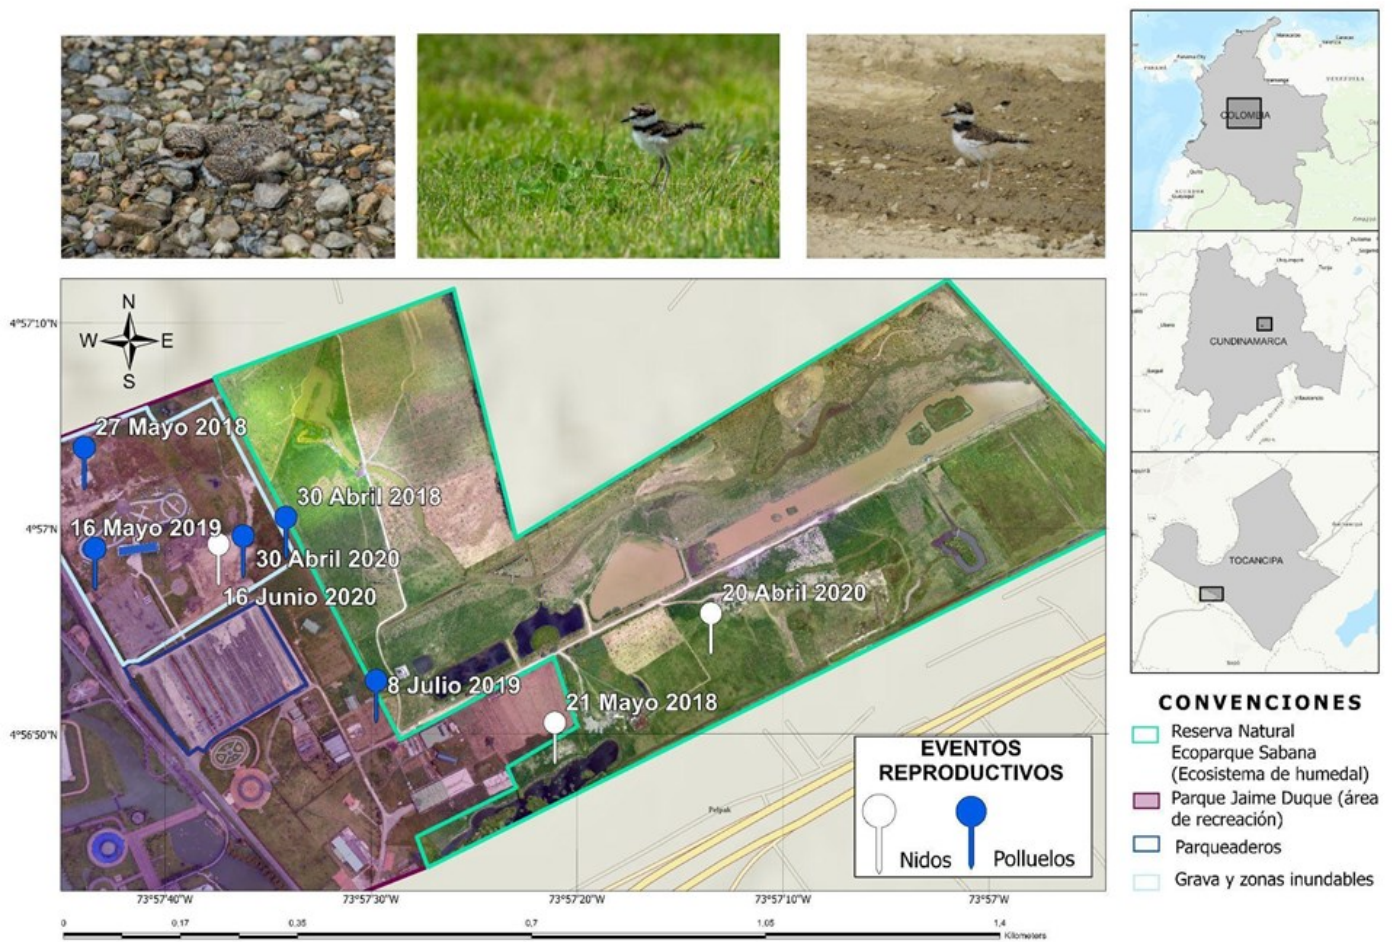 COLOMBIA
CUNDINAMARCA
TOCANCIPA
N
W E
S
4°57'10"N
4°57'N
4°56'50"N
27 Mayo 2018
30 Abril 2018
16 Mayo 2019
30 Abril 2020
16 Junio 2020
20 Abril 2020
8 Julio 2019
21 Mayo 2018
Pelpak
EVENTOS
REPRODUCTIVOS
Nidos
Polluelos
73°57'40"W
73°57'30"W
73°57'20"W
73°57'10"W
73°57'W
0 0,17 0,35 0,7 1,05 1,4
Kilometers
CONVENCIONES
Reserva Natural
Ecoparque Sabana
(Ecosistema de humedal)
Parque Jaime Duque (área
de recreación)
Parqueaderos
Grava y zonas inundables